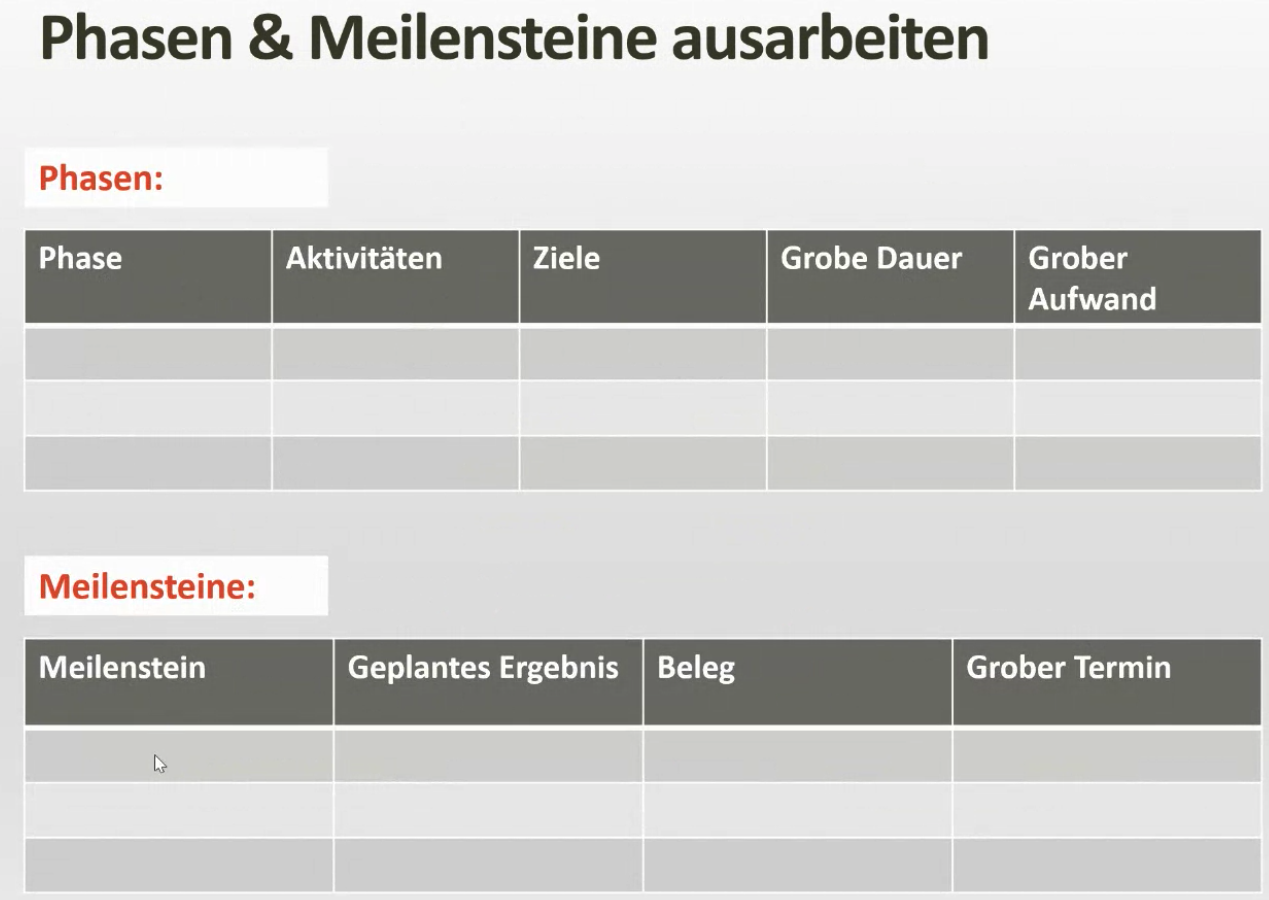 Phasen & Meilensteine ausarbeiten
Phasen:
Phase Aktivitäten Ziele Grobe Dauer Grober
Aufwand
Meilensteine:
Meilenstein Geplantes Ergebnis Beleg Grober Termin